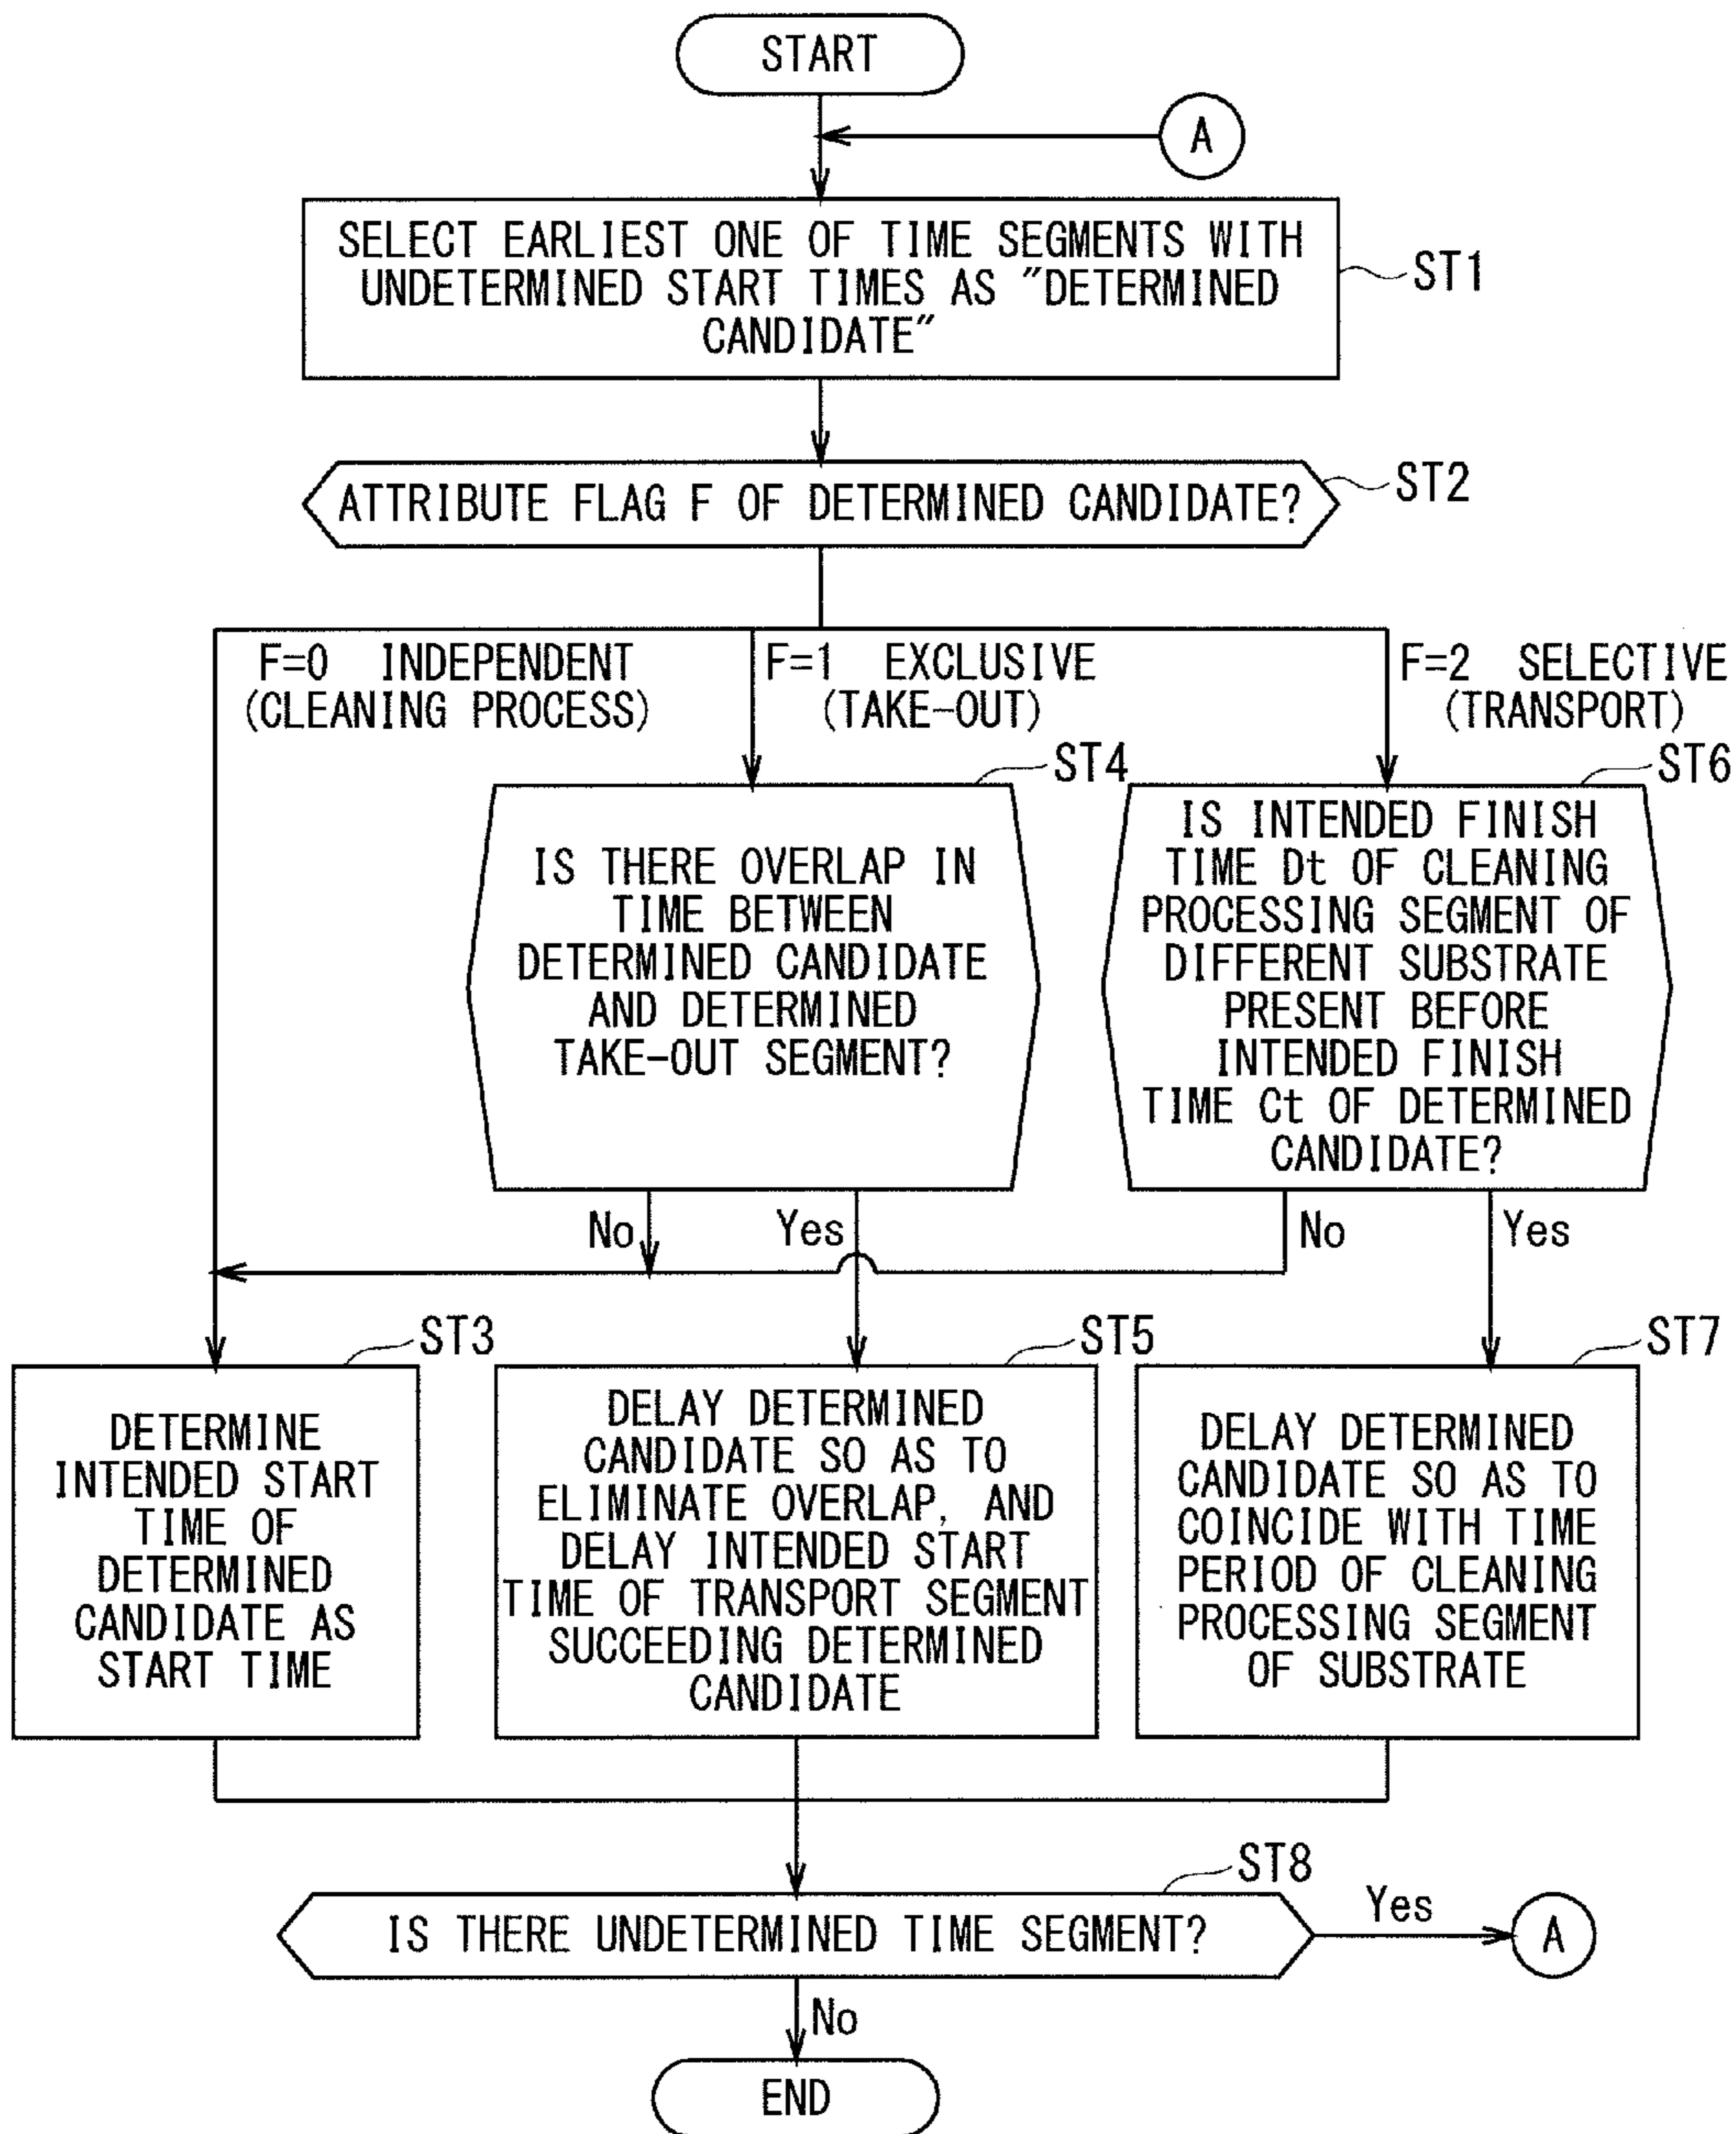 START
A
SELECT EARLIEST ONE OF TIME SEGMENTS WITH
UNDETERMINED START TIMES AS "DETERMINED
CANDIDATE"
ST1
ATTRIBUTE FLAG F OF DETERMINED CANDIDATE?
ST2
F=0 INDEPENDENT
(CLEANING PROCESS)
F=1 EXCLUSIVE
(TAKE-OUT)
F=2 SELECTIVE
(TRANSPORT)
ST4
IS THERE OVERLAP IN
TIME BETWEEN
DETERMINED CANDIDATE
AND DETERMINED
TAKE-OUT SEGMENT?
No
Yes
ST6
IS INTENDED FINISH
TIME Dt OF CLEANING
PROCESSING SEGMENT OF
DIFFERENT SUBSTRATE
PRESENT BEFORE
INTENDED FINISH
TIME Ct OF DETERMINED
CANDIDATE?
No
Yes
ST3
DETERMINE
INTENDED START
TIME OF
DETERMINED
CANDIDATE AS
START TIME
ST5
DELAY DETERMINED
CANDIDATE SO AS TO
ELIMINATE OVERLAP, AND
DELAY INTENDED START
TIME OF TRANSPORT SEGMENT
SUCCEEDING DETERMINED
CANDIDATE
ST7
DELAY DETERMINED
CANDIDATE SO AS TO
COINCIDE WITH TIME
PERIOD OF CLEANING
PROCESSING SEGMENT
OF SUBSTRATE
ST8
IS THERE UNDETERMINED TIME SEGMENT?
Yes
A
No
END